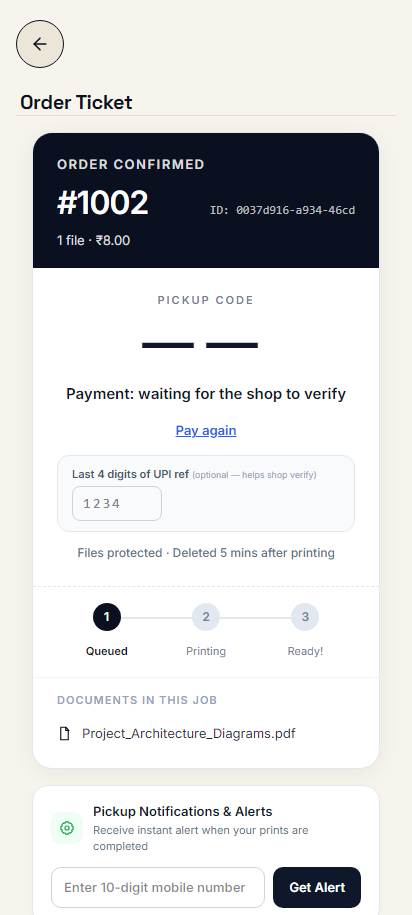 Order Ticket
ORDER CONFIRMED
#1002
ID: 0037d916-a934-46cd
1 file · ₹8.00
PICKUP CODE
— —
Payment: waiting for the shop to verify
Pay again
Last 4 digits of UPI ref (optional — helps shop verify)
1234
Files protected · Deleted 5 mins after printing
1 2 3
Queued Printing Ready!
DOCUMENTS IN THIS JOB
Project_Architecture_Diagrams.pdf
Pickup Notifications & Alerts
Receive instant alert when your prints are
completed
Enter 10-digit mobile number Get Alert